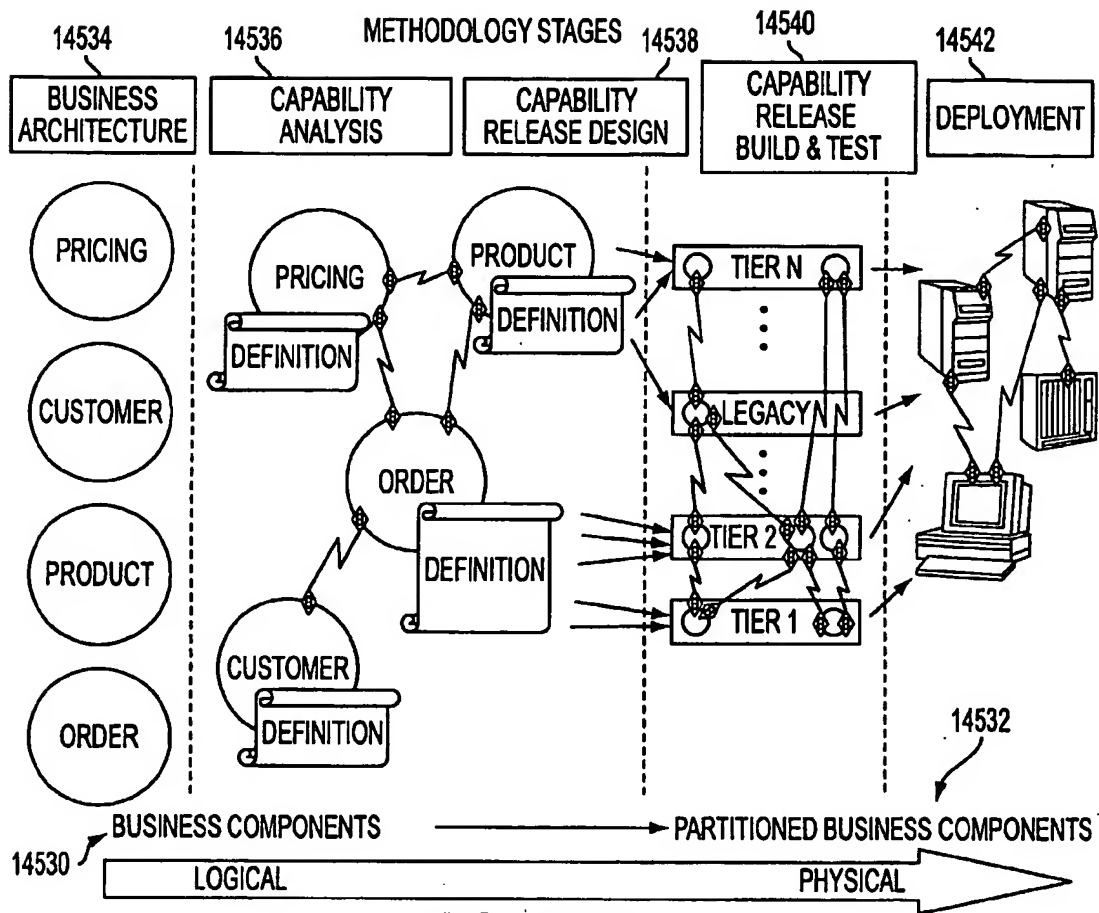 METHODOLOGY STAGES
14534
14536
14538
14540
14542
BUSINESS
ARCHITECTURE
CAPABILITY
ANALYSIS
CAPABILITY
RELEASE DESIGN
CAPABILITY
RELEASE
BUILD & TEST
DEPLOYMENT
PRICING
CUSTOMER
PRODUCT
ORDER
PRICING
DEFINITION
PRODUCT
DEFINITION
ORDER
DEFINITION
CUSTOMER
DEFINITION
TIER N
LEGACY
TIER 2
TIER 1
14532
BUSINESS COMPONENTS
PARTITIONED BUSINESS COMPONENTS
14530
LOGICAL
PHYSICAL